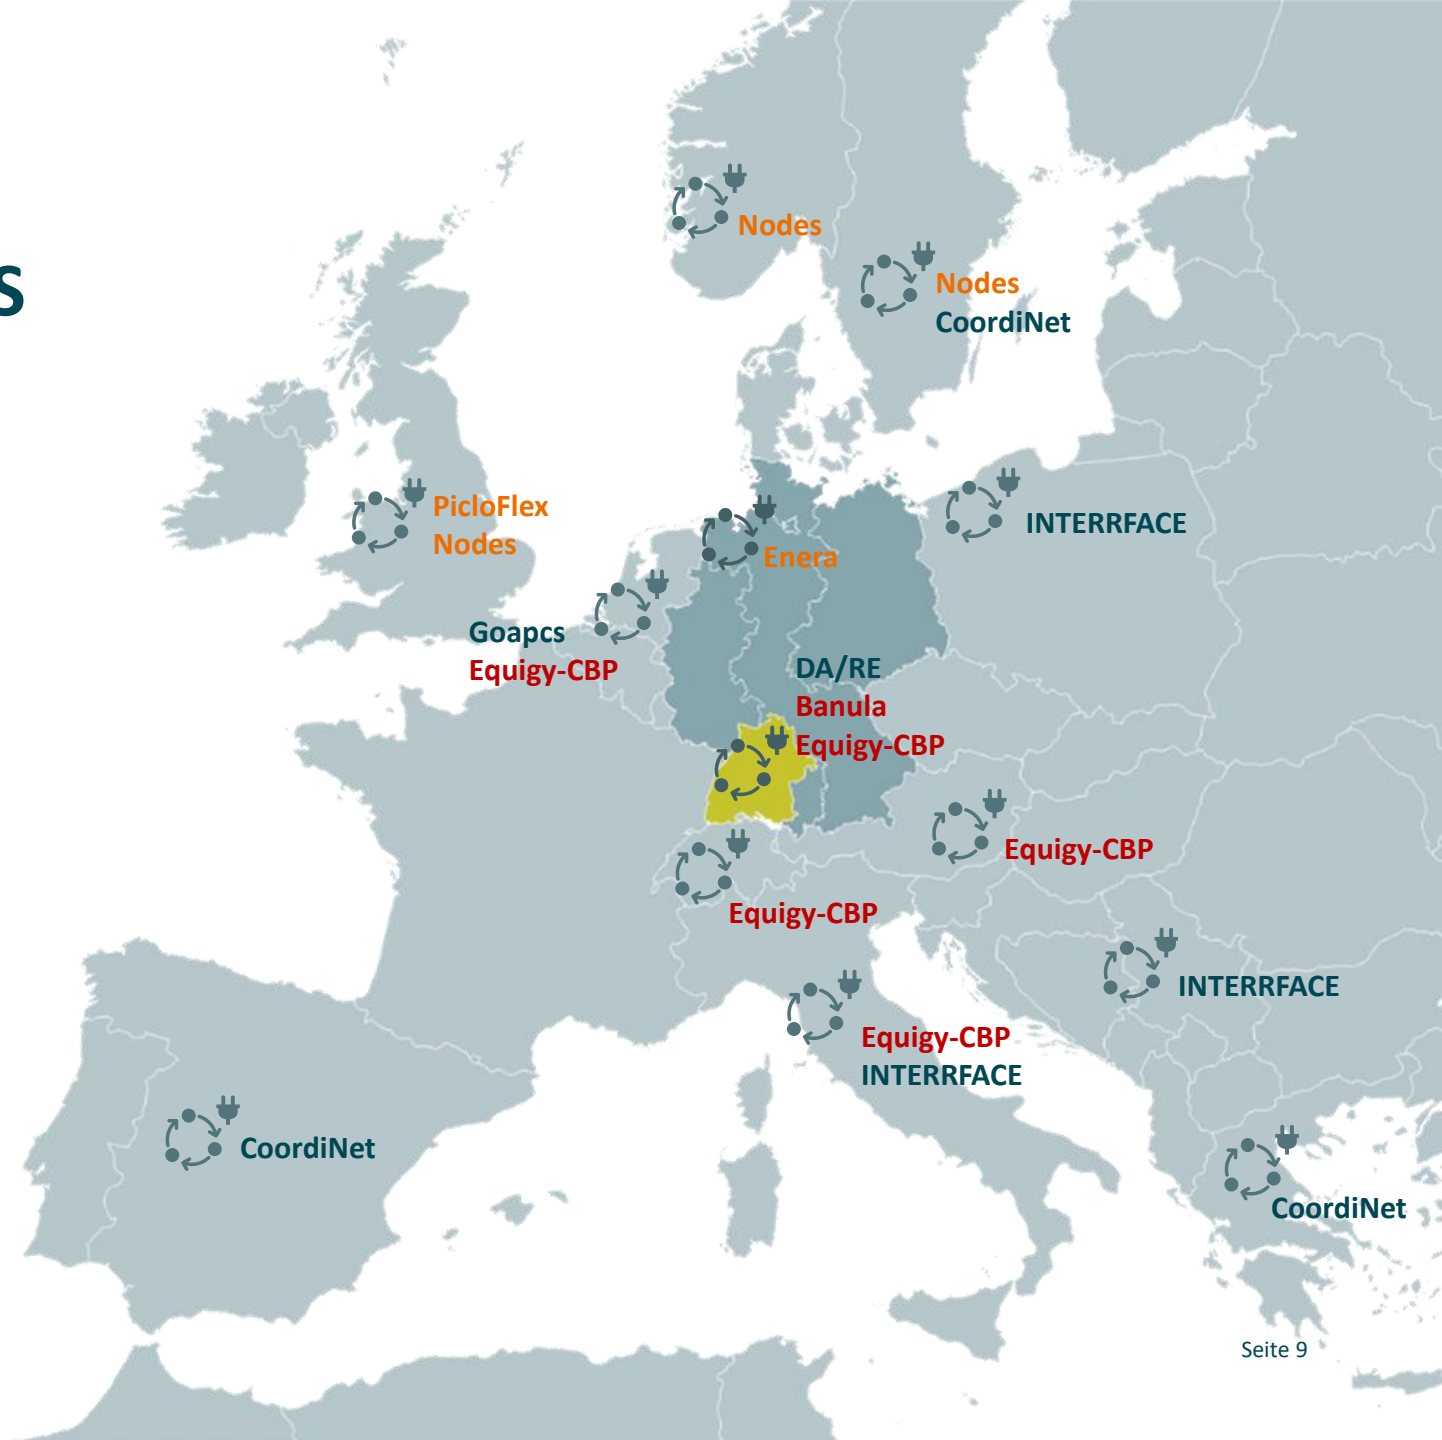 S
Nodes
Nodes
CoordiNet
PicloFlex
Nodes
INTERRFACE
Enera
Goapcs
Equigy-CBP
DA/RE
Banula
Equigy-CBP
Equigy-CBP
Equigy-CBP
INTERRFACE
Equigy-CBP
INTERRFACE
CoordiNet
CoordiNet
Seite 9